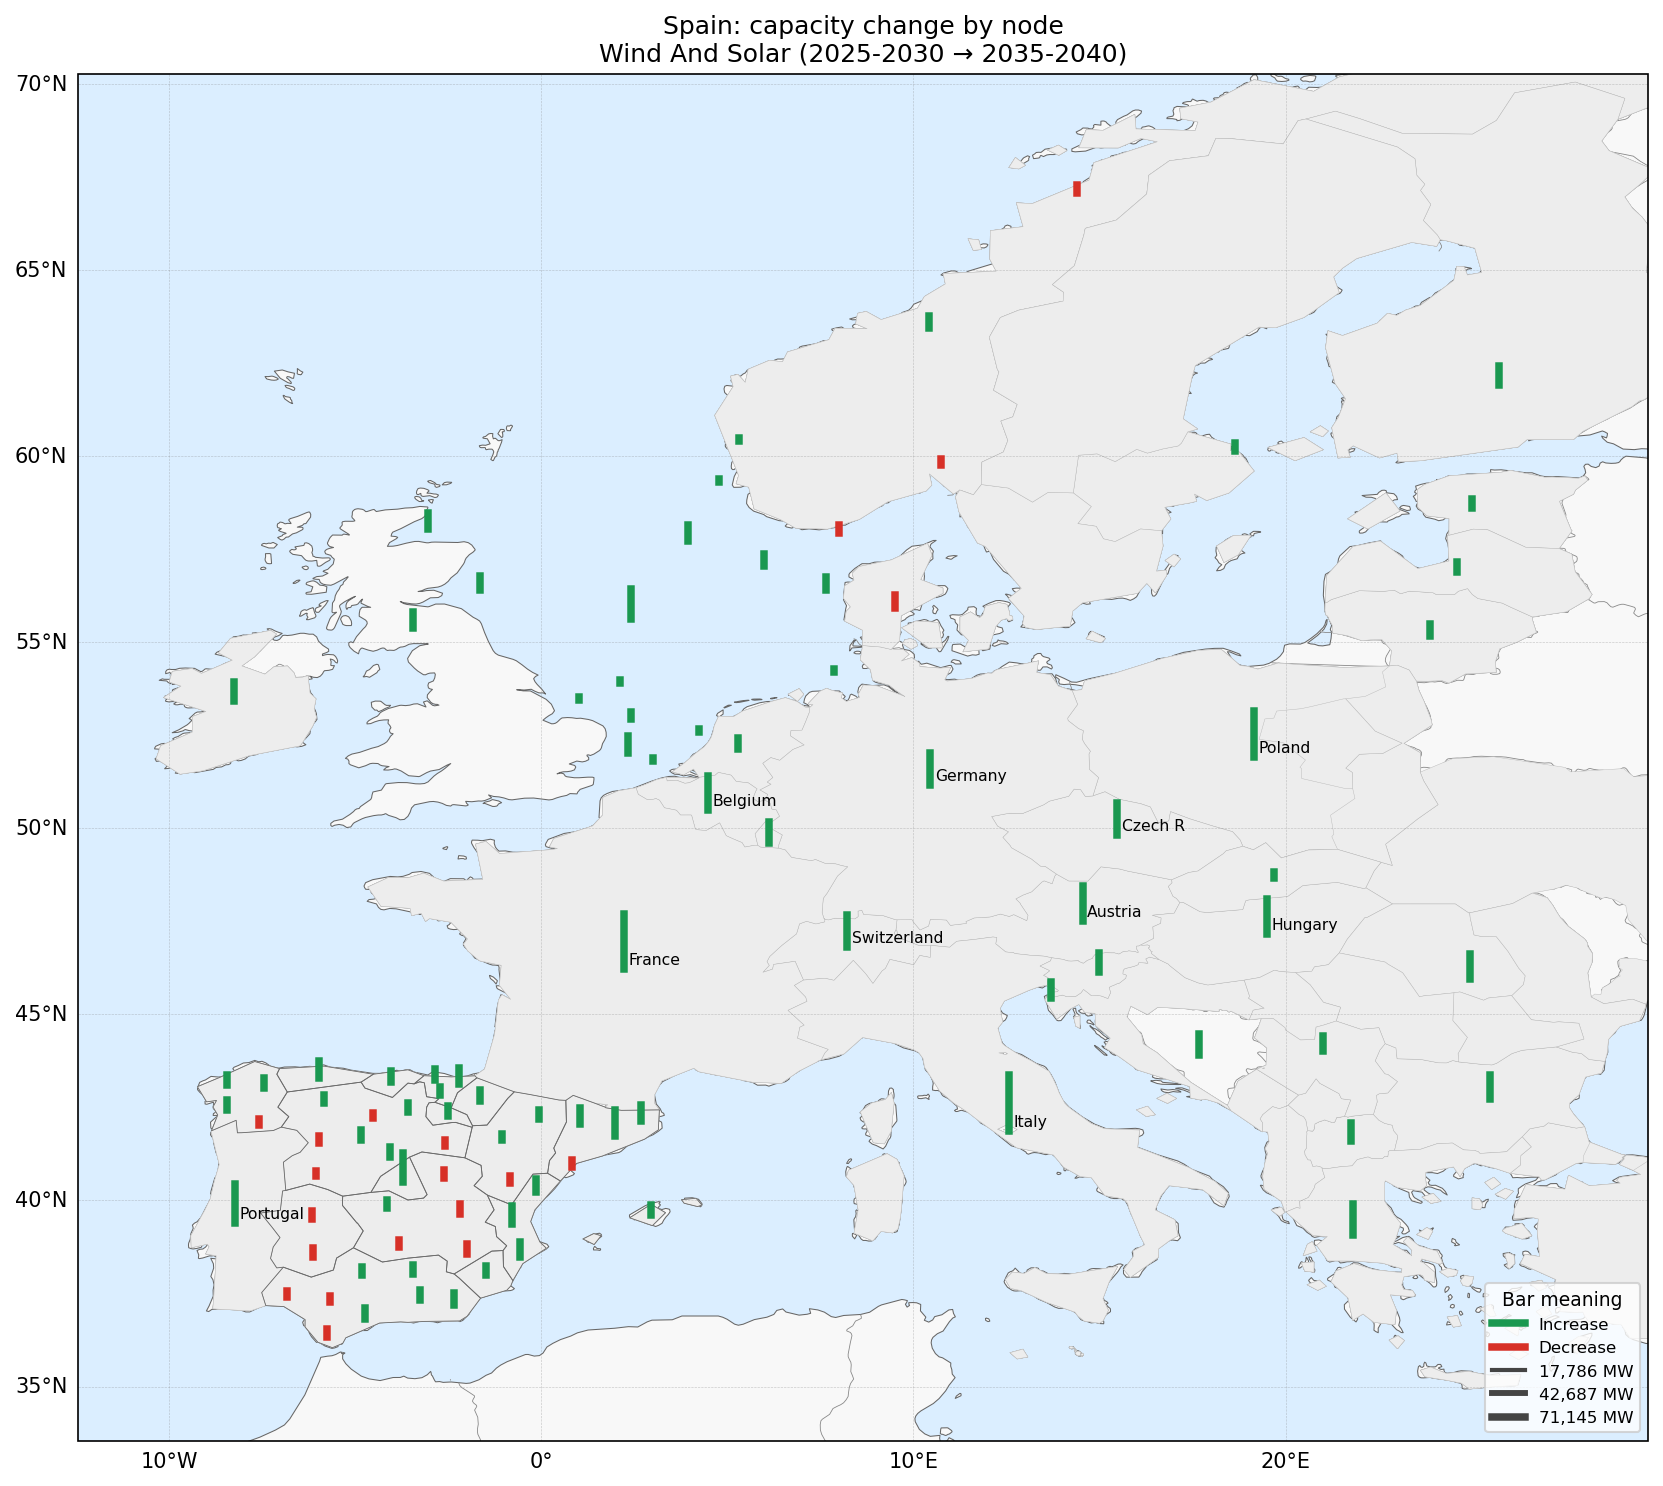 Spain: capacity change by node
Wind And Solar (2025-2030 → 2035-2040)
70°N
65°N
60°N
55°N
50°N
45°N
40°N
35°N
Poland
Germany
Belgium
Czech R
Austria
Hungary
Switzerland
France
Italy
Portugal
Bar meaning
Increase
Decrease
17,786 MW
42,687 MW
71,145 MW
10°W
0°
10°E
20°E